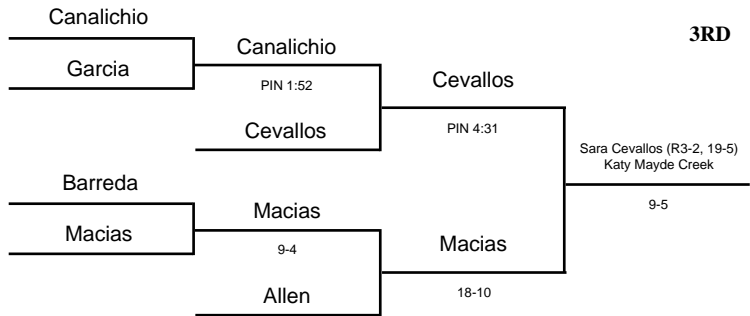 Canalichio
3RD
Garcia
Canalichio
PIN 1:52
Cevallos
Cevallos
PIN 4:31
Sara Cevallos (R3-2, 19-5)
Katy Mayde Creek
9-5
Barreda
Macias
Macias
9-4
Allen
Macias
18-10